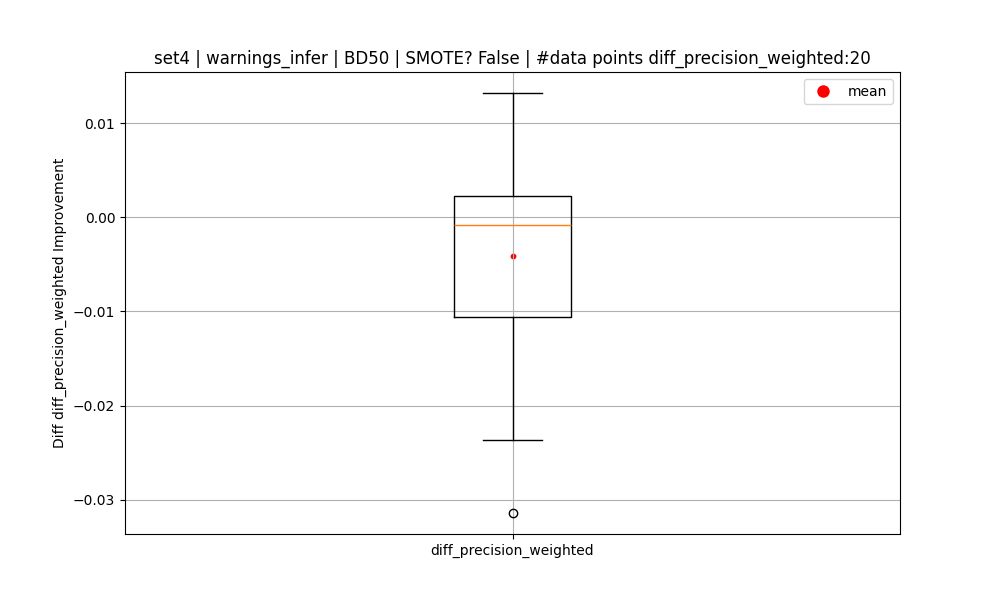 set4 | warnings_infer | BD50 | SMOTE? False | #data points diff_precision_weighted:20
mean
0.01
0.00
−0.01
−0.02
−0.03
Diff diff_precision_weighted Improvement
diff_precision_weighted